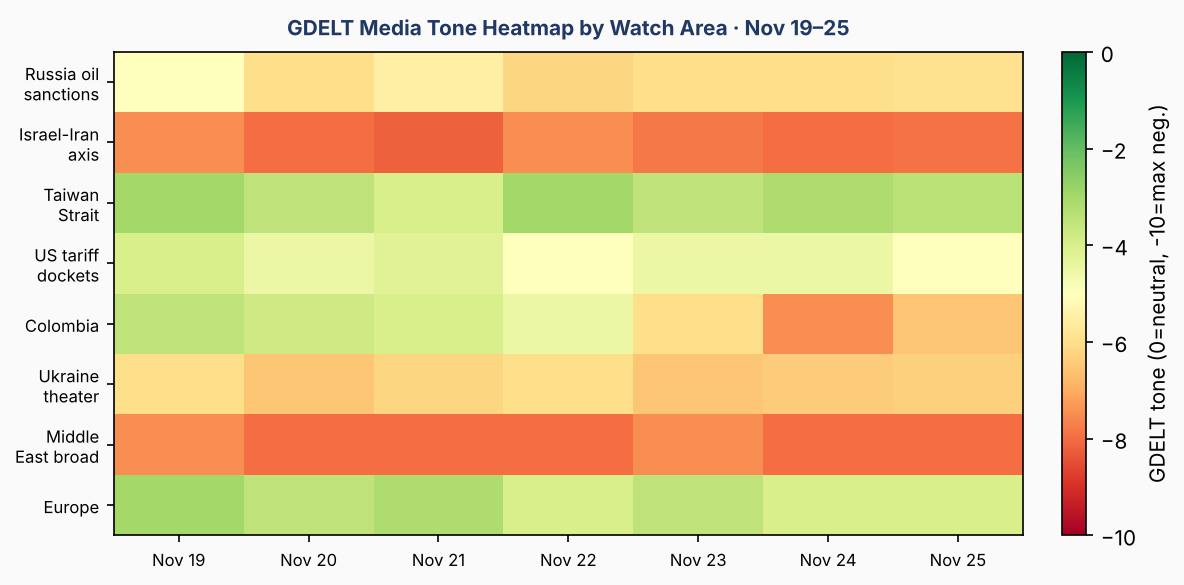 GDELT Media Tone Heatmap by Watch Area · Nov 19–25
Russia oil
sanctions
Israel-Iran
axis
Taiwan
Strait
US tariff
dockets
Colombia
Ukraine
theater
Middle
East broad
Europe
Nov 19
Nov 20
Nov 21
Nov 22
Nov 23
Nov 24
Nov 25
0
−2
−4
−6
−8
−10
GDELT tone (0=neutral, -10=max neg.)